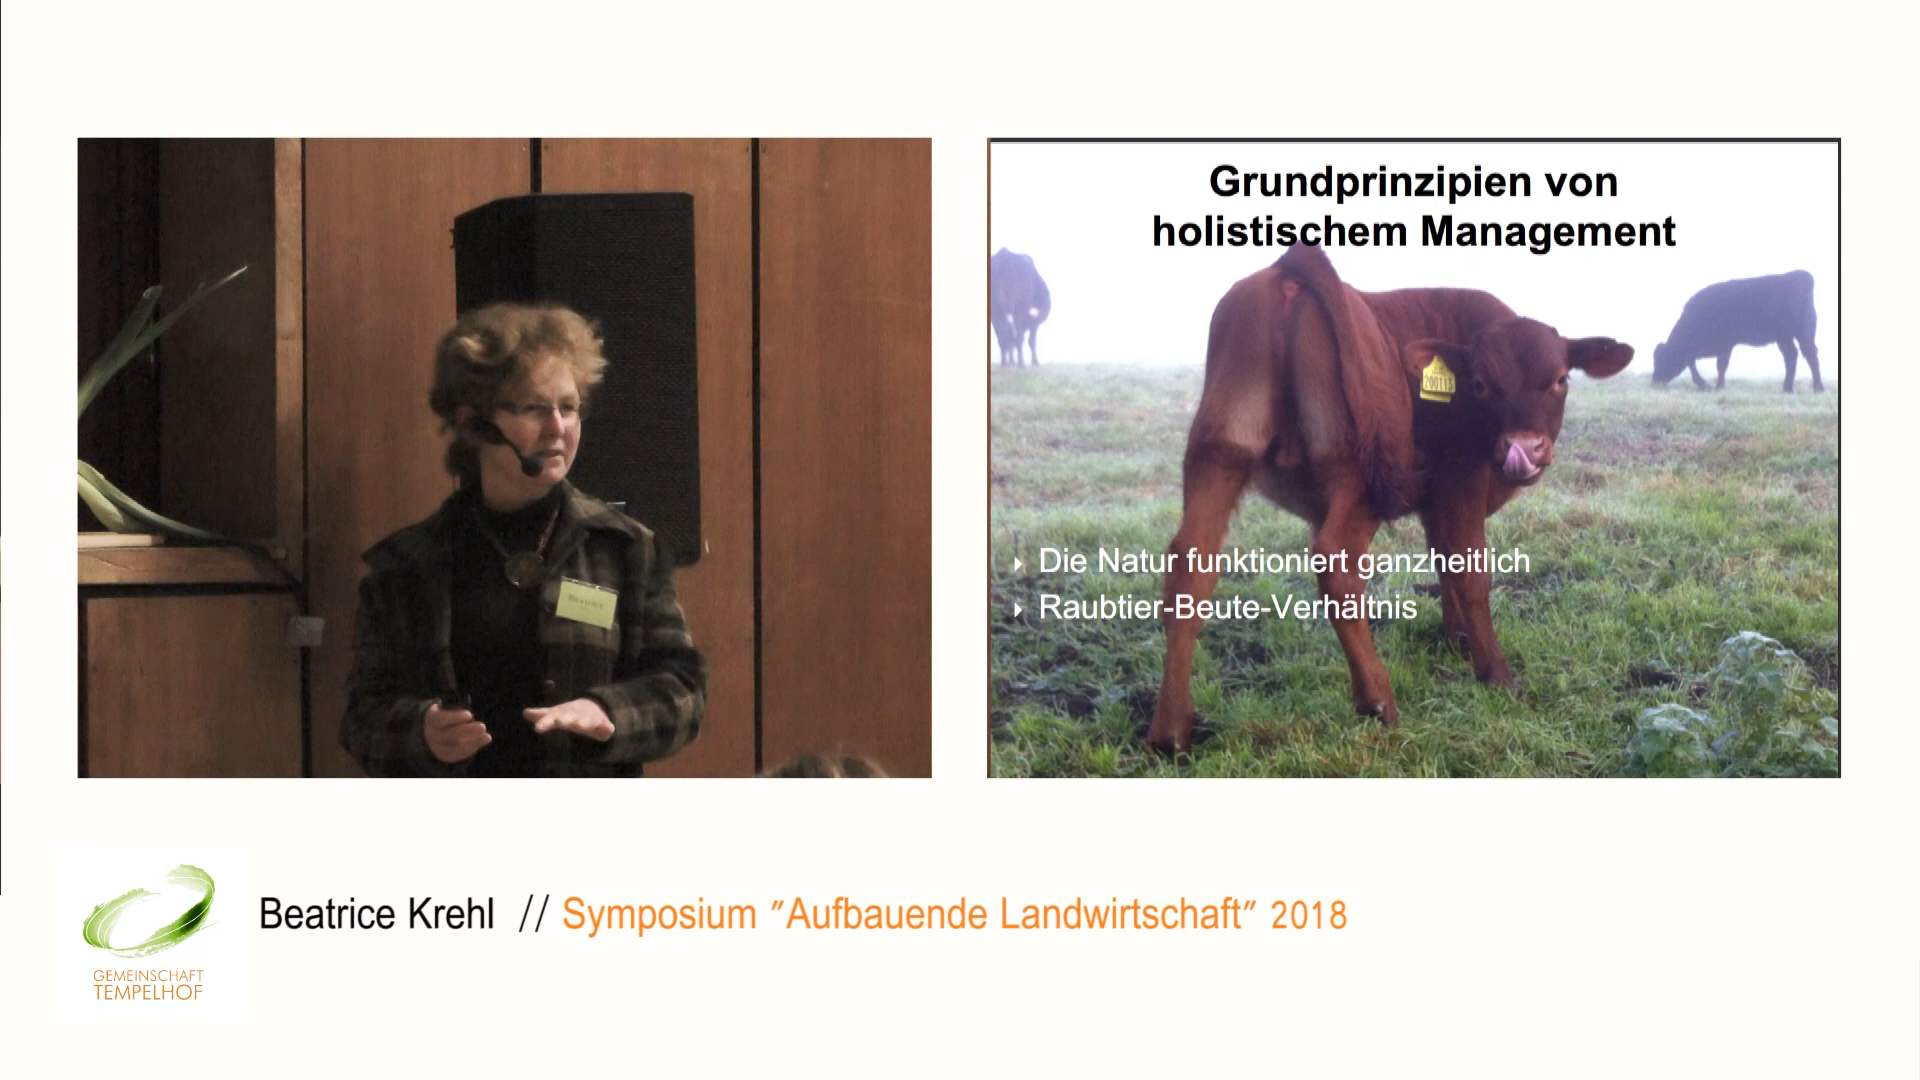 Grundprinzipien von
holistischem Management
Die Natur funktioniert ganzheitlich
Raubtier-Beute-Verhältnis
Beatrice Krehl // Symposium "Aufbauende Landwirtschaft" 2018
GEMEINSCHAFT
TEMPELHOF